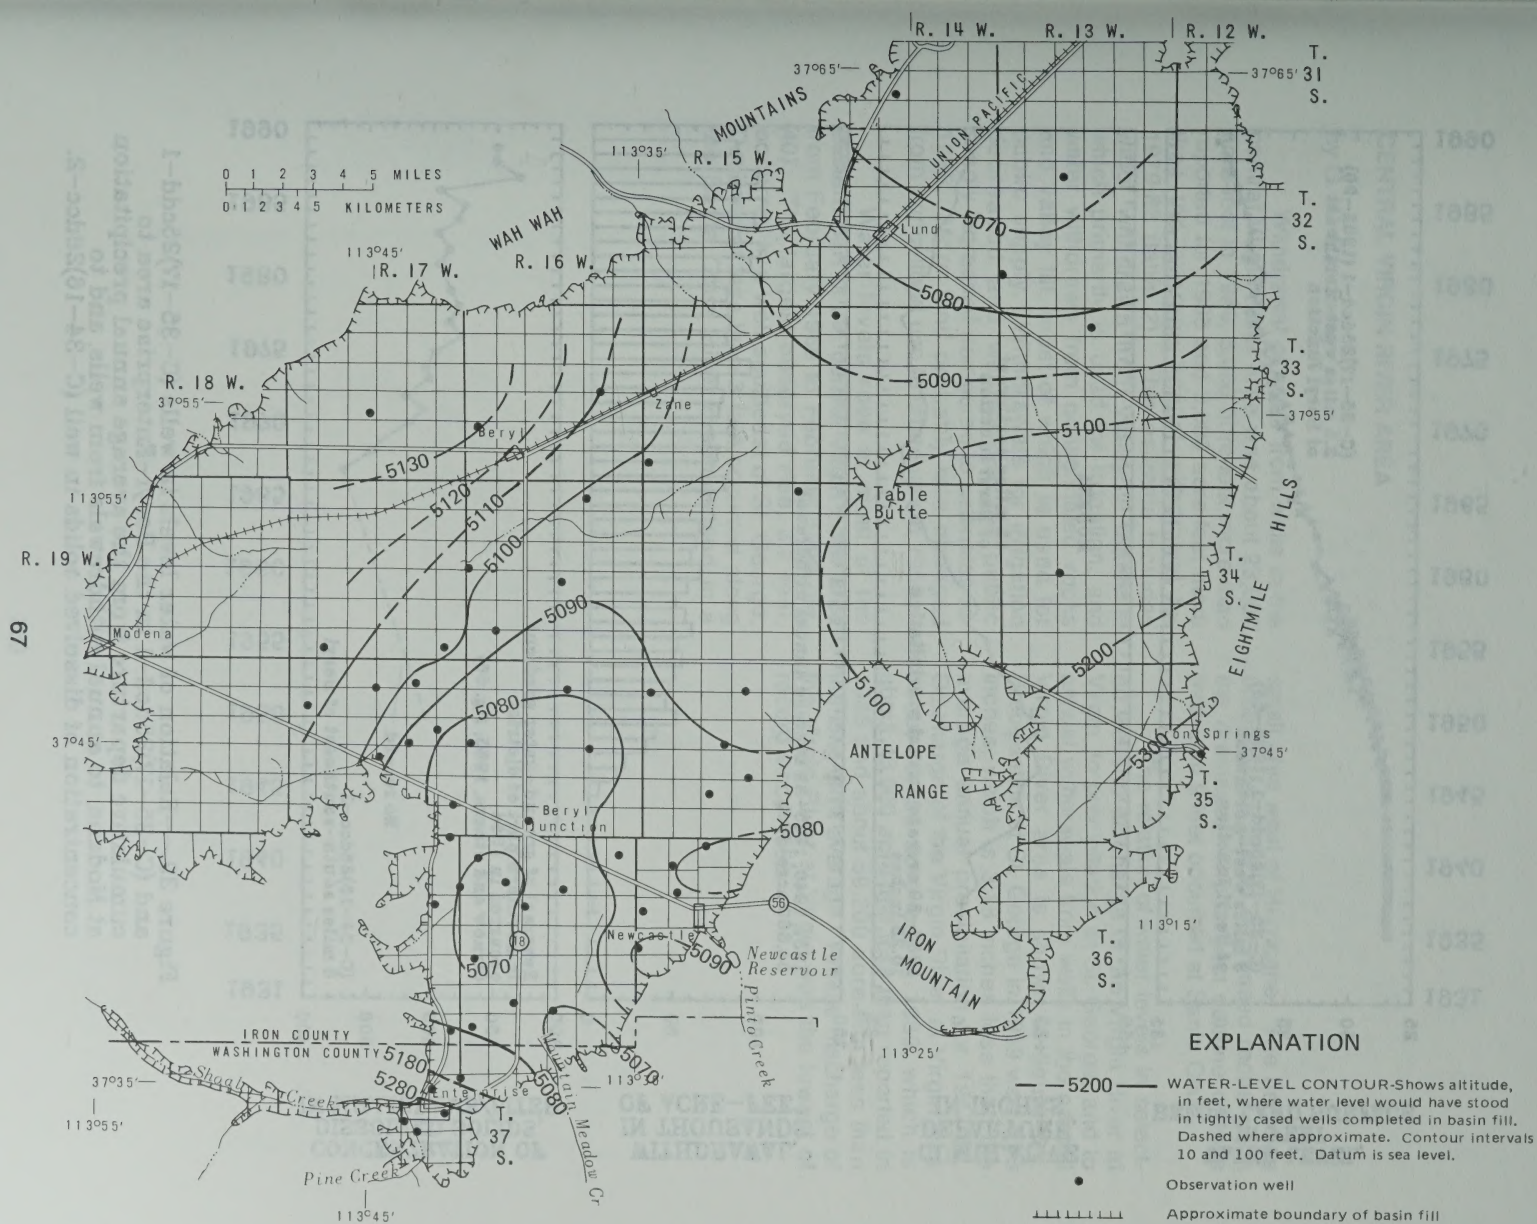 R. 14 W.
R. 13 W.
R. 12 W.
T.
31
S.
37°65'
37°65'
UNION PACIFIC
MOUNTAINS
113°35'
R. 15 W.
0 1 2 3 4 5 MILES
0 1 2 3 4 5 KILOMETERS
WAH WAH
T.
32
S.
5070
Lund
113°45'
R. 17 W.
R. 16 W.
5080
T.
33
S.
5090
R. 18 W.
37°55'
Zane
37°55'
Beryl
5100
5130
113°55'
5120
5110
Table
Butte
HILLS
R. 19 W.
5100
T.
34
S.
67
5090
EIGHTMILE
Modena
5200
5100
5080
37°45'
ANTELOPE
RANGE
Springs
37°45'
5300
T.
35
S.
Beryl
Junction
5080
56
113°15'
18
Newcastle
IRON
MOUNTAIN
T.
36
S.
5070
5090
Newcastle
Reservoir
Pinto Creek
IRON COUNTY
WASHINGTON COUNTY
5180
113°25'
37°35'
Shoal
Creek
5280
Enterprise
5070
5080
Mountain Meadow Cr
113°55'
T.
37
S.
Pine Creek
113°45'
EXPLANATION
5200 WATER-LEVEL CONTOUR-Shows altitude,
in feet, where water level would have stood
in tightly cased wells completed in basin fill.
Dashed where approximate. Contour intervals
10 and 100 feet. Datum is sea level.
Observation well
Approximate boundary of basin fill